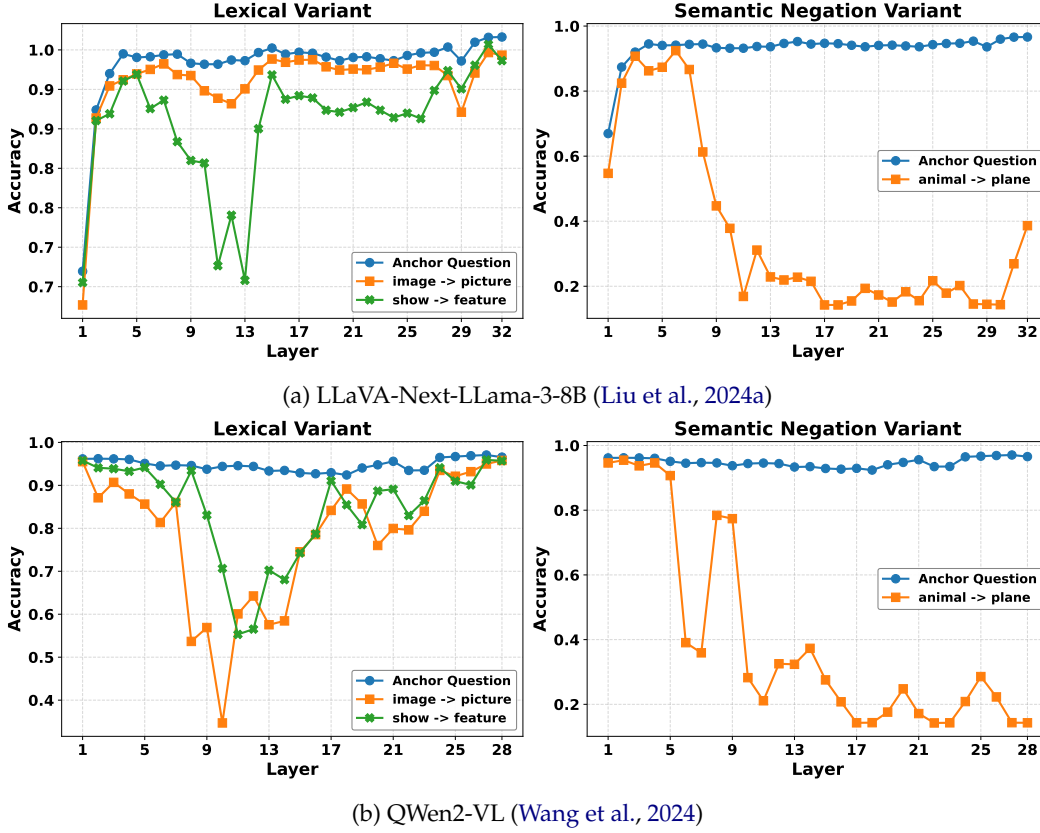 Lexical Variant
Accuracy
1.0
0.9
0.9
0.8
0.8
0.7
0.7
Anchor Question
image -> picture
show -> feature
1 5 9 13 17 21 25 29 32
Layer
Semantic Negation Variant
Accuracy
1.0
0.8
0.6
0.4
0.2
Anchor Question
animal -> plane
1 5 9 13 17 21 25 29 32
Layer
(a) LLaVA-Next-LLama-3-8B (Liu et al., 2024a)
Lexical Variant
Accuracy
1.0
0.9
0.8
0.7
0.6
0.5
0.4
Anchor Question
image -> picture
show -> feature
1 5 9 13 17 21 25 28
Layer
Semantic Negation Variant
Accuracy
1.0
0.8
0.6
0.4
0.2
Anchor Question
animal -> plane
1 5 9 13 17 21 25 28
Layer
(b) QWen2-VL (Wang et al., 2024)